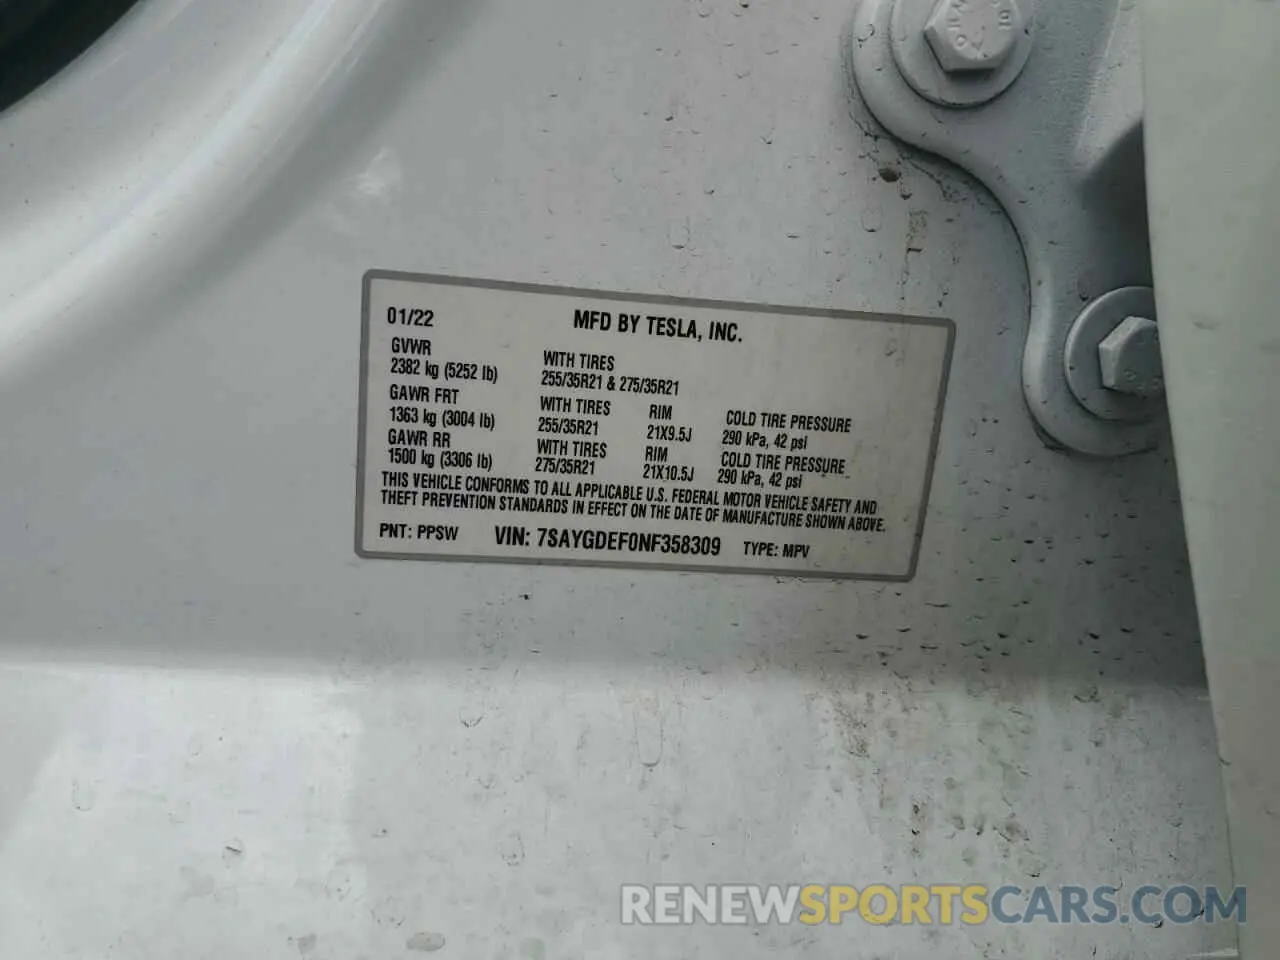 01/22 MFD BY TESLA, INC.
GVWR WITH TIRES
2382 kg (5252 lb) 255/35R21 & 275/35R21
GAWR FRT WITH TIRES RIM COLD TIRE PRESSURE
1363 kg (3004 lb) 255/35R21 21X9.5J 290 kPa, 42 psi
GAWR RR WITH TIRES RIM COLD TIRE PRESSURE
1500 kg (3306 lb) 275/35R21 21X10.5J 290 kPa, 42 psi
THIS VEHICLE CONFORMS TO ALL APPLICABLE U.S. FEDERAL MOTOR VEHICLE SAFETY AND
THEFT PREVENTION STANDARDS IN EFFECT ON THE DATE OF MANUFACTURE SHOWN ABOVE.
PNT: PPSW VIN: 7SAYGDEF0NF358309 TYPE: MPV
RENEWSPORTSCARS.COM